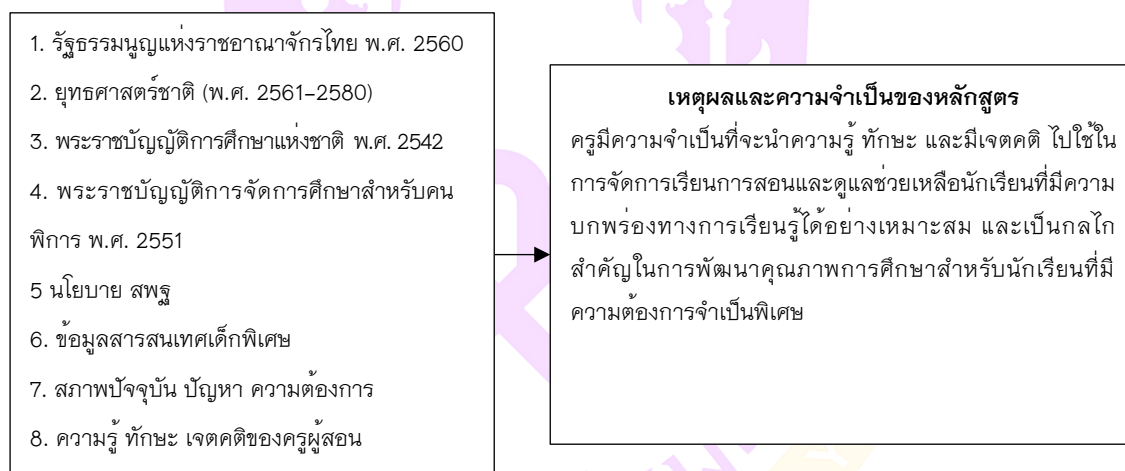 1. รัฐธรรมนูญแห่งราชอาณาจักรไทย พ.ศ. 2560
2. ยุทธศาสตร์ชาติ (พ.ศ. 2561-2580)
3. พระราชบัญญัติการศึกษาแห่งชาติ พ.ศ. 2542
4. พระราชบัญญัติการจัดการศึกษาสำหรับคน
พิการ พ.ศ. 2551
5 นโยบาย สพฐ
6. ข้อมูลสารสนเทศเด็กพิเศษ
7. สภาพปัจจุบัน ปัญหา ความต้องการ
8. ความรู้ ทักษะ เจตคติของครูผู้สอน
เหตุผลและความจำเป็นของหลักสูตร
ครูมีความจำเป็นที่จะนำความรู้ ทักษะ และมีเจตคติ ไปใช้ใน
การจัดการเรียนการสอนและดูแลช่วยเหลือนักเรียนที่มีความ
บกพร่องทางการเรียนรู้ได้อย่างเหมาะสม และเป็นกลไก
สำคัญในการพัฒนาคุณภาพการศึกษาสำหรับนักเรียนที่มี
ความต้องการจำเป็นพิเศษ